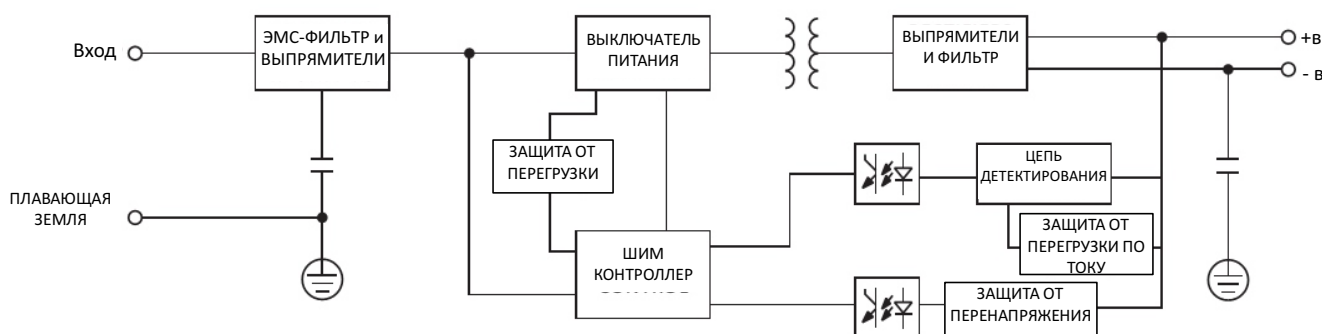 Вход
ЭМС-ФИЛЬТР и
ВЫПРЯМИТЕЛИ
ВЫКЛЮЧАТЕЛЬ
ПИТАНИЯ
ВЫПРЯМИТЕЛИ
И ФИЛЬТР
+в
- в
ЗАЩИТА ОТ
ПЕРЕГРУЗКИ
ЦЕПЬ
ДЕТЕКТИРОВАНИЯ
ПЛАВАЮЩАЯ
ЗЕМЛЯ
ЗАЩИТА ОТ
ПЕРЕГРУЗКИ ПО
ТОКУ
ШИМ
КОНТРОЛЛЕР
ЗАЩИТА ОТ
ПЕРЕНАПРЯЖЕНИЯ